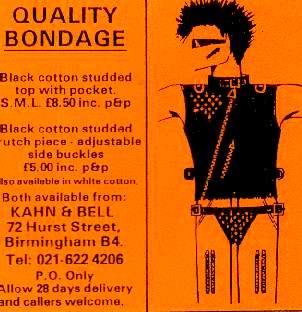 QUALITY
BONDAGE
Black cotton studded
top with pocket.
S.M.L. £8.50 inc. p&p
Black cotton studded
rutch piece - adjustable
side buckles
£5.00 inc. p&p
lso available in white cotton.
Both available from:
KAHN & BELL
72 Hurst Street,
Birmingham B4.
Tel: 021-622 4206
P.O. Only
Allow 28 days delivery
and callers welcome.